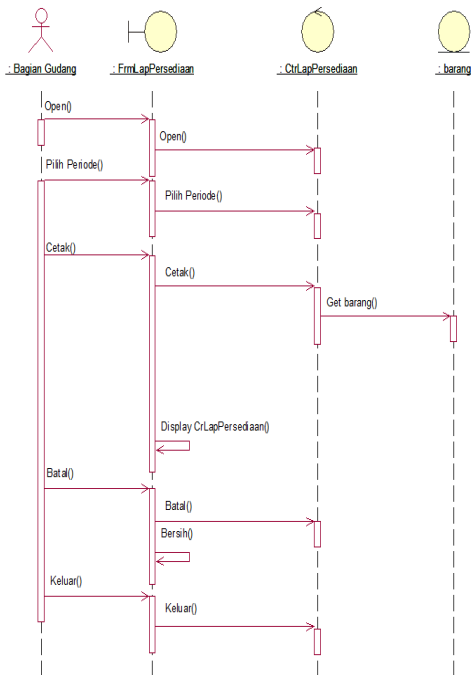 : Bagian Gudang : FrmLapPersediaan : CtrLapPersediaan : barang
Open()
Open()
Pilih Periode()
Pilih Periode()
Cetak()
Cetak()
Get barang()
Display CrLapPersediaan()
Batal()
Batal()
Bersih()
Keluar()
Keluar()